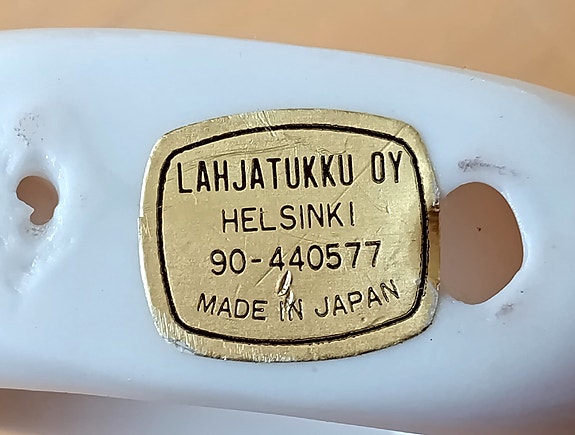 LAHJATUKKU OY
HELSINKI
90-440577
MADE IN JAPAN